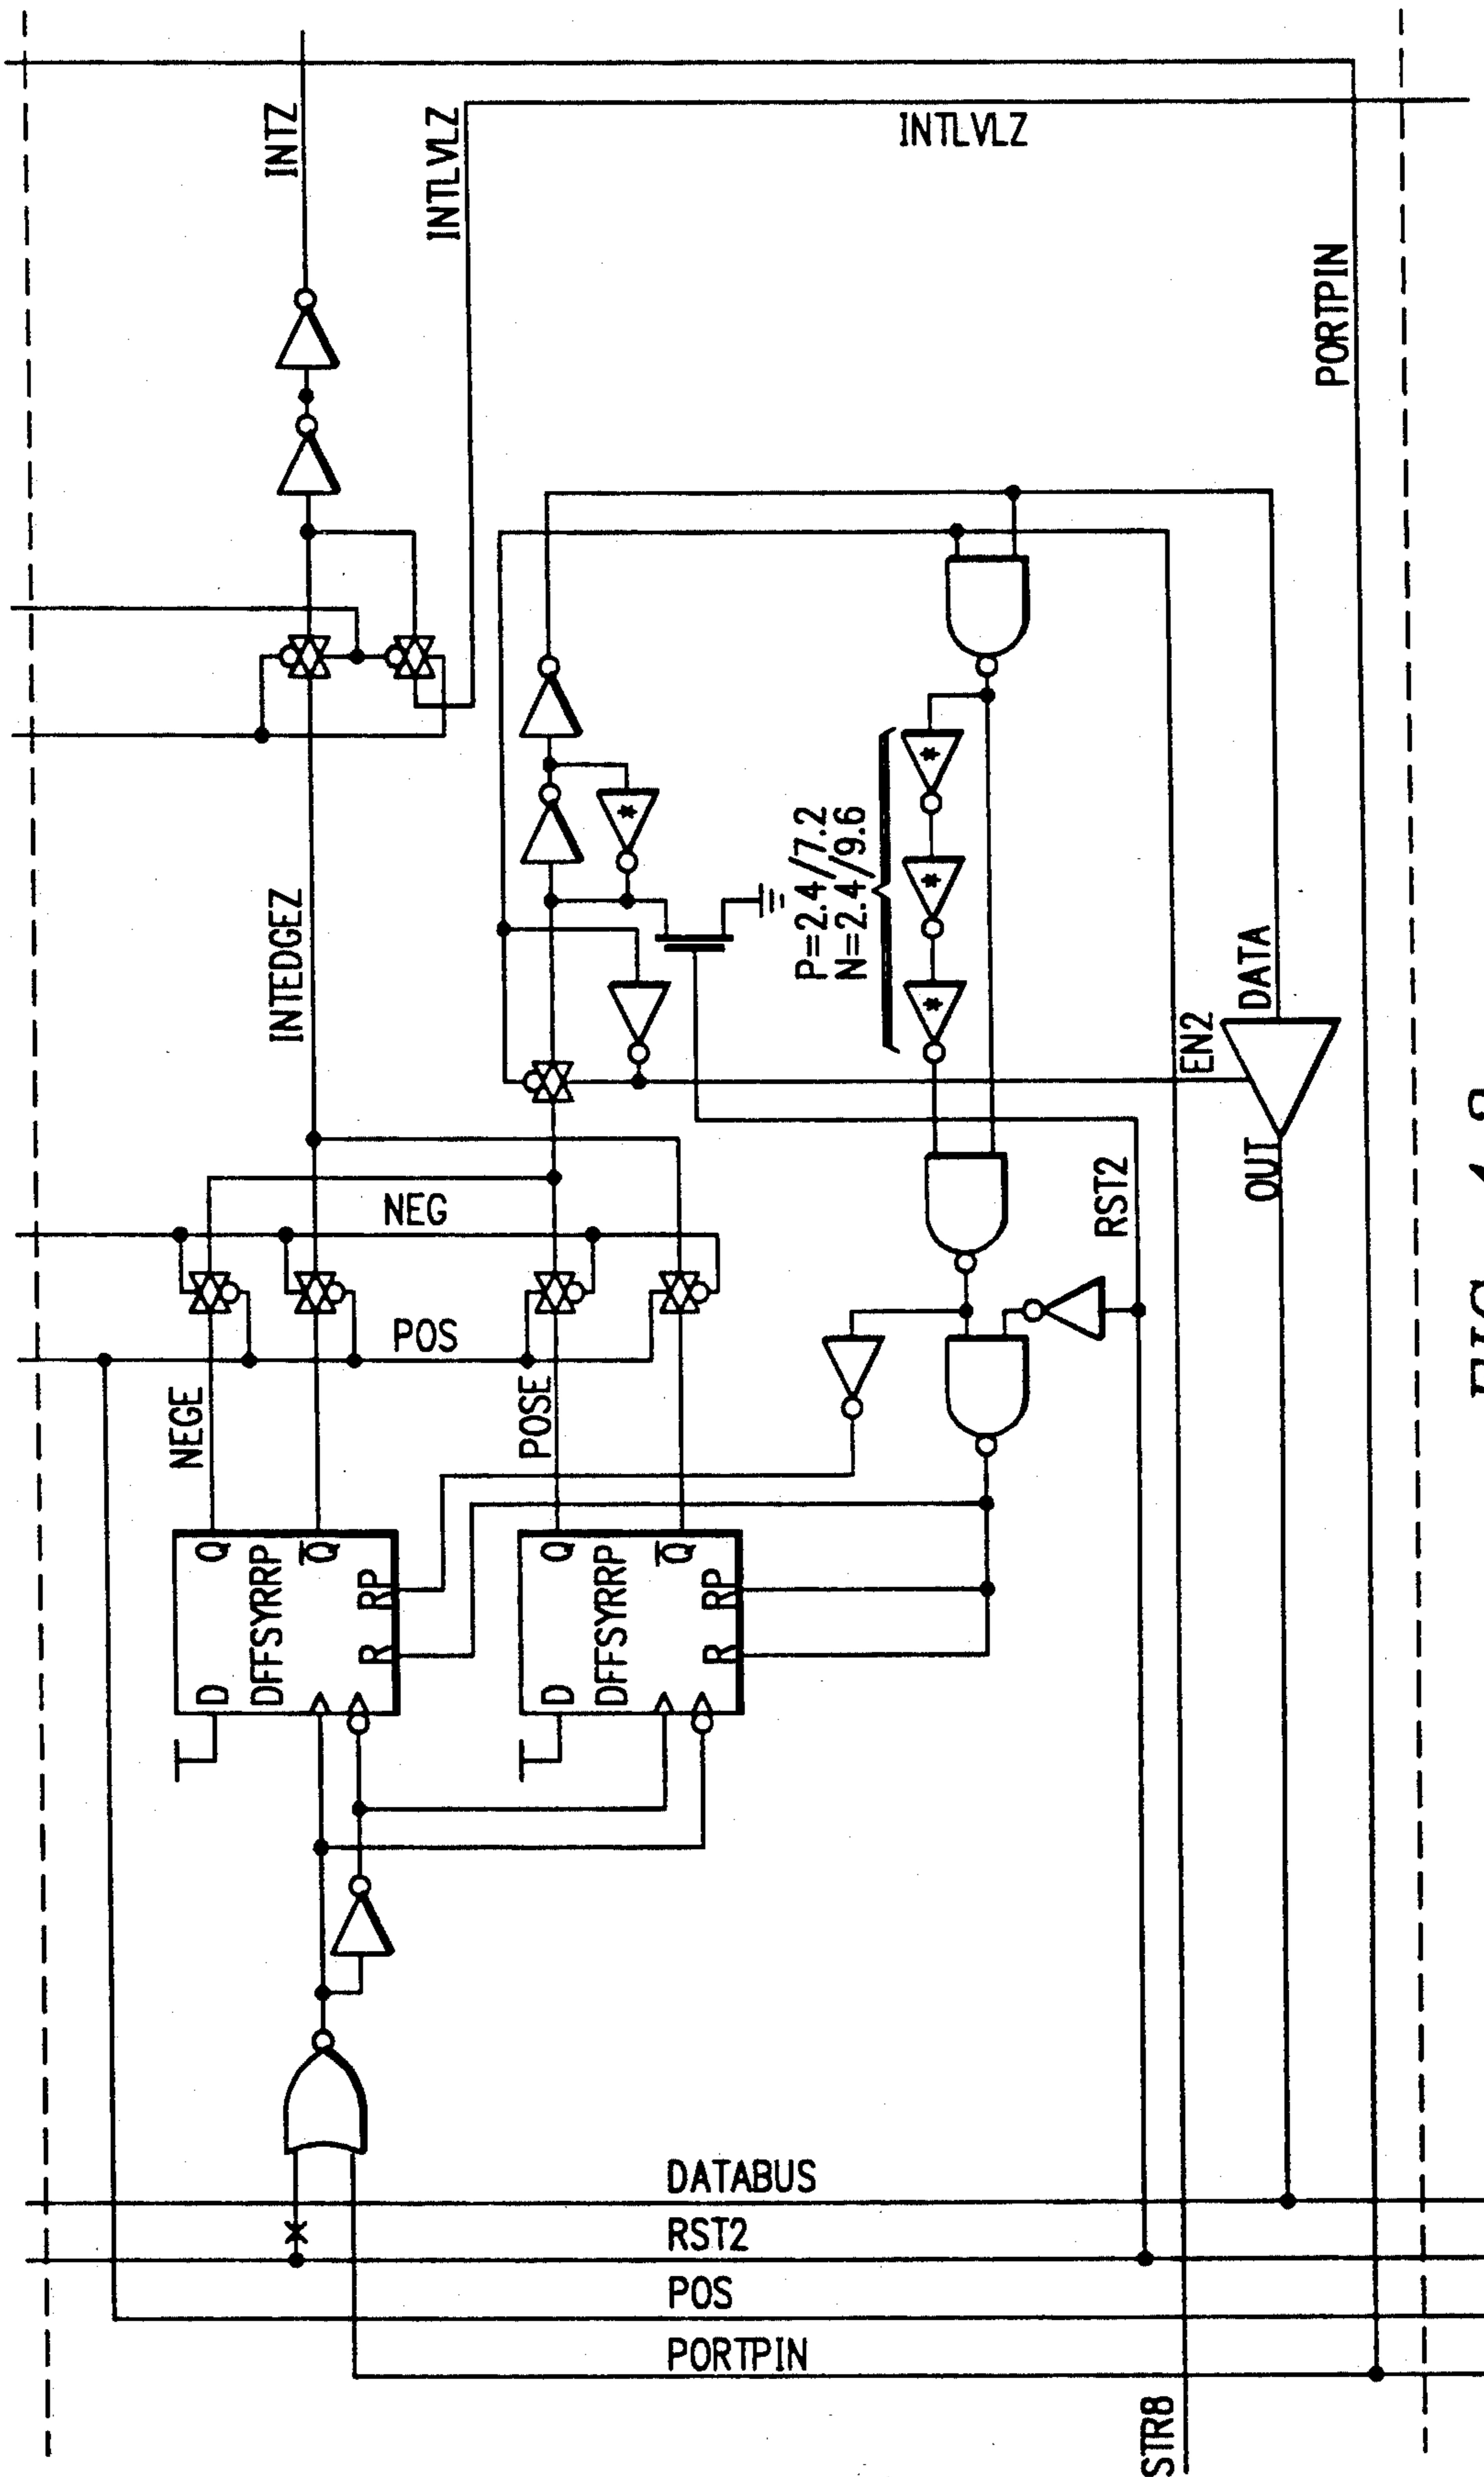 INTZ
INTLVLZ
INTLVLZ
PORTPIN
INTEDGEZ
P=2.4/7.2
N=2.4/9.6
*
*
*
*
DATA
EN2
OUT
NEG
POS
RST2
NEGE
POSE
Q
Q
DFFSYRRP
RP
R
D
Q
Q
DFFSYRRP
RP
R
D
DATABUS
RST2
POS
PORTPIN
STRB